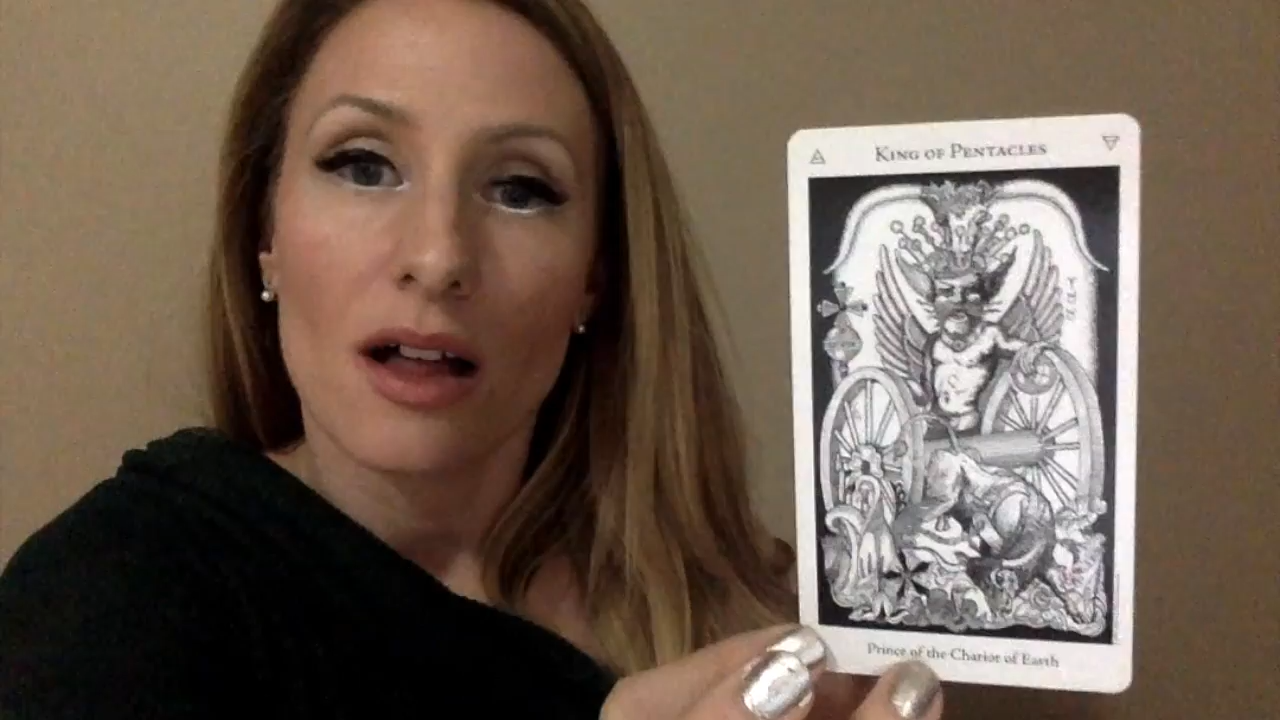 King of Pentacles
Prince of the Chariot of Earth